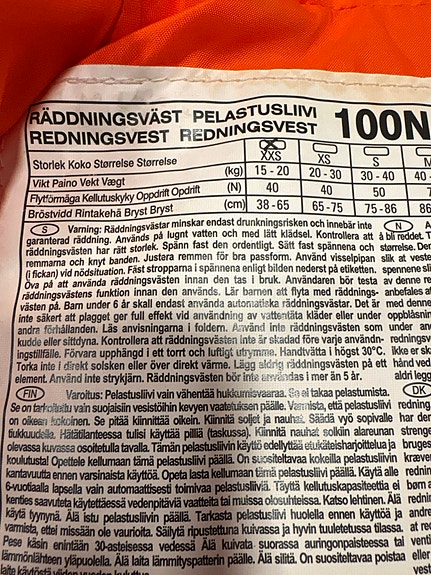 RÄDDNINGSVÄST PELASTUSLIIVI
REDNINGSVEST REDNINGSVEST
100N
Storlek Koko Størrelse Størrelse XXS XS S M
Vikt Paino Vekt Vægt (kg) 15 - 20 20 - 30 30 - 40 40
Flytförmåga Kellutuskyky Oppdrift Opdrift (N) 40 40 50
Bröstvidd Rintakehä Bryst Bryst (cm) 38 - 65 65-75 75 - 86 86
S Varning: Räddningsvästar minskar endast drunkningsrisken och innebär inte
garanterad räddning. Används på lugnt vatten och med lätt klädsel. Kontrollera att
räddningsvästen har rätt storlek. Spänn fast den ordentligt. Sätt fast spännena och
remmarna och knyt banden. Justera remmen för bra passform. Använd visselpipan
(i flickan) vid nödsituation. Fäst stropparna i spännena enligt bilden nederst på etiketten.
Öva på att använda räddningsvästen innan den tas i bruk. Användaren bör testa
räddningsvästens funktion innan den används. Lär barnen att flyta med räddnings-
västen på. Barn under 6 år skall endast använda automatiska räddningsvästar. Det är
inte säkert att plagget ger full effekt vid använding av vattentäta kläder eller under
andra förhållanden. Läs anvisningarna i foldern. Använd inte räddningsvästen som
kudde eller sittdyna. Kontrollera att räddningsvästen inte är skadad före varje använd-
ningstillfälle. Förvara upphängd i ett torrt och luftigt utrymme. Handtvätta i högst 30°C.
Torka inte i direkt solsken eller över direkt värme. Lägg aldrig räddningsvästen på ett
element. Använd inte strykjärn. Räddningsvästen bör inte användas i mer än 5 år.
FIN Varoitus: Pelastusliivi vain vähentää hukkumisvaaraa. Se ei takaa pelastumista.
Se on tarkoitettu vain suojaisiin vesistöihin kevyen vaatetuksen päälle. Varmista, että pelastusliivi
on oikean kokoinen. Se pitää kiinnittää oikein. Kiinnitä soljet ja nauhat. Säädä vyö sopivalle
tiukkuudelle. Hätätilanteessa tulisi käyttää pilliä (taskussa). Kiinnitä nauhat solkiin alareunan
olevassa kuvassa osoitetulla tavalla. Tämän pelastusliivin käyttö edellyttää etukäteisharjoittelua ja
koulutusta! Opettele kellumaan tämä pelastusliivi päällä. On suositeltavaa kokeilla pelastusliivin
kantavuutta ennen varsinaista käyttöä. Opeta lasta kellumaan tämä pelastusliivi päällä. Käytä alle
6-vuotiaalla lapsella vain automaattisesti toimivaa pelastusliiviä. Täyttä kellutuskapasiteettia ei
kenties saavuteta käytettäessä vedenpitäviä vaatteita tai muissa olosuhteissa. Katso lehtinen. Älä
käytä tyynynä. Älä istu pelastusliivin päällä. Tarkasta pelastusliivi huolella ennen käyttöä ja
varmista, ettei missään ole vaurioita. Säilytä ripustettuna kuivassa ja hyvin tuuletetussa tilassa.
Pese käsin enintään 30-asteisessa vedessä. Älä kuivata suorassa auringonpaisteessa tai
lämmönlähteen yläpuolella. Älä laita lämmityspatterin päälle. Älä silitä. On suositeltavaa poistaa
N
DK